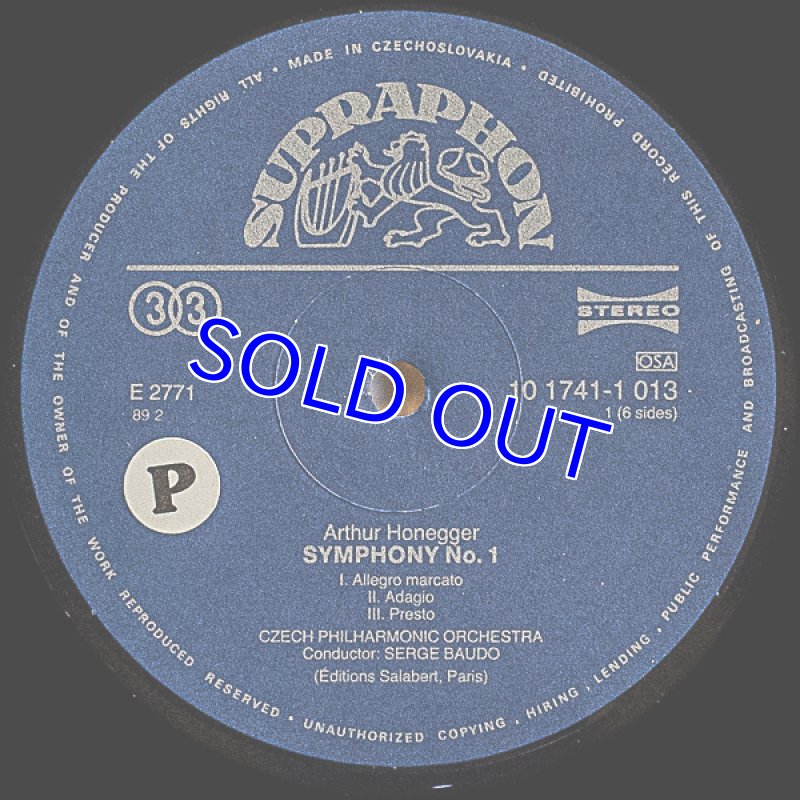 ALL RIGHTS OF THE PRODUCER AND OF THE OWNER OF THE WORK REPRODUCED RESERVED • UNAUTHORIZED COPYING, HIRING, LENDING, PUBLIC PERFORMANCE AND BROADCASTING OF THIS RECORD PROHIBITED • MADE IN CZECHOSLOVAKIA •
SUPRAPHON
33
STEREO
OSA
E 2771
10 1741-1 013
89 2
1 (6 sides)
SOLD OUT
P
Arthur Honegger
SYMPHONY No. 1
I. Allegro marcato
II. Adagio
III. Presto
CZECH PHILHARMONIC ORCHESTRA
Conductor: SERGE BAUDO
(Éditions Salabert, Paris)